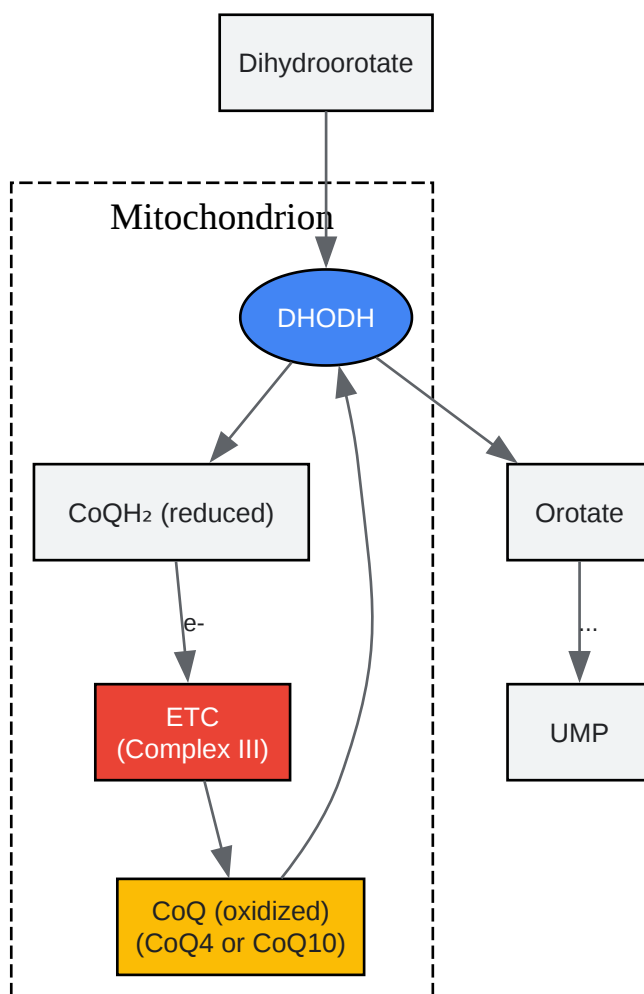 Dihydroorotate
Mitochondrion
DHODH
CoQH₂ (reduced)
Orotate
e-
...
ETC
(Complex III)
UMP
CoQ (oxidized)
(CoQ4 or CoQ10)